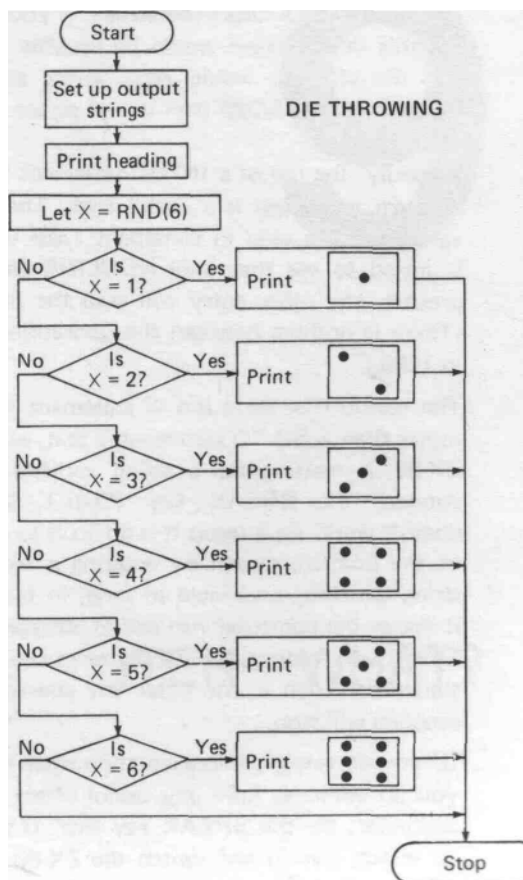 Start
Set up output
strings
DIE THROWING
Print heading
Let X = RND(6)
No
Is
X = 1?
Yes
Print
No
Is
X = 2?
Yes
Print
No
Is
X = 3?
Yes
Print
No
Is
X = 4?
Yes
Print
No
Is
X = 5?
Yes
Print
No
Is
X = 6?
Yes
Print
Stop